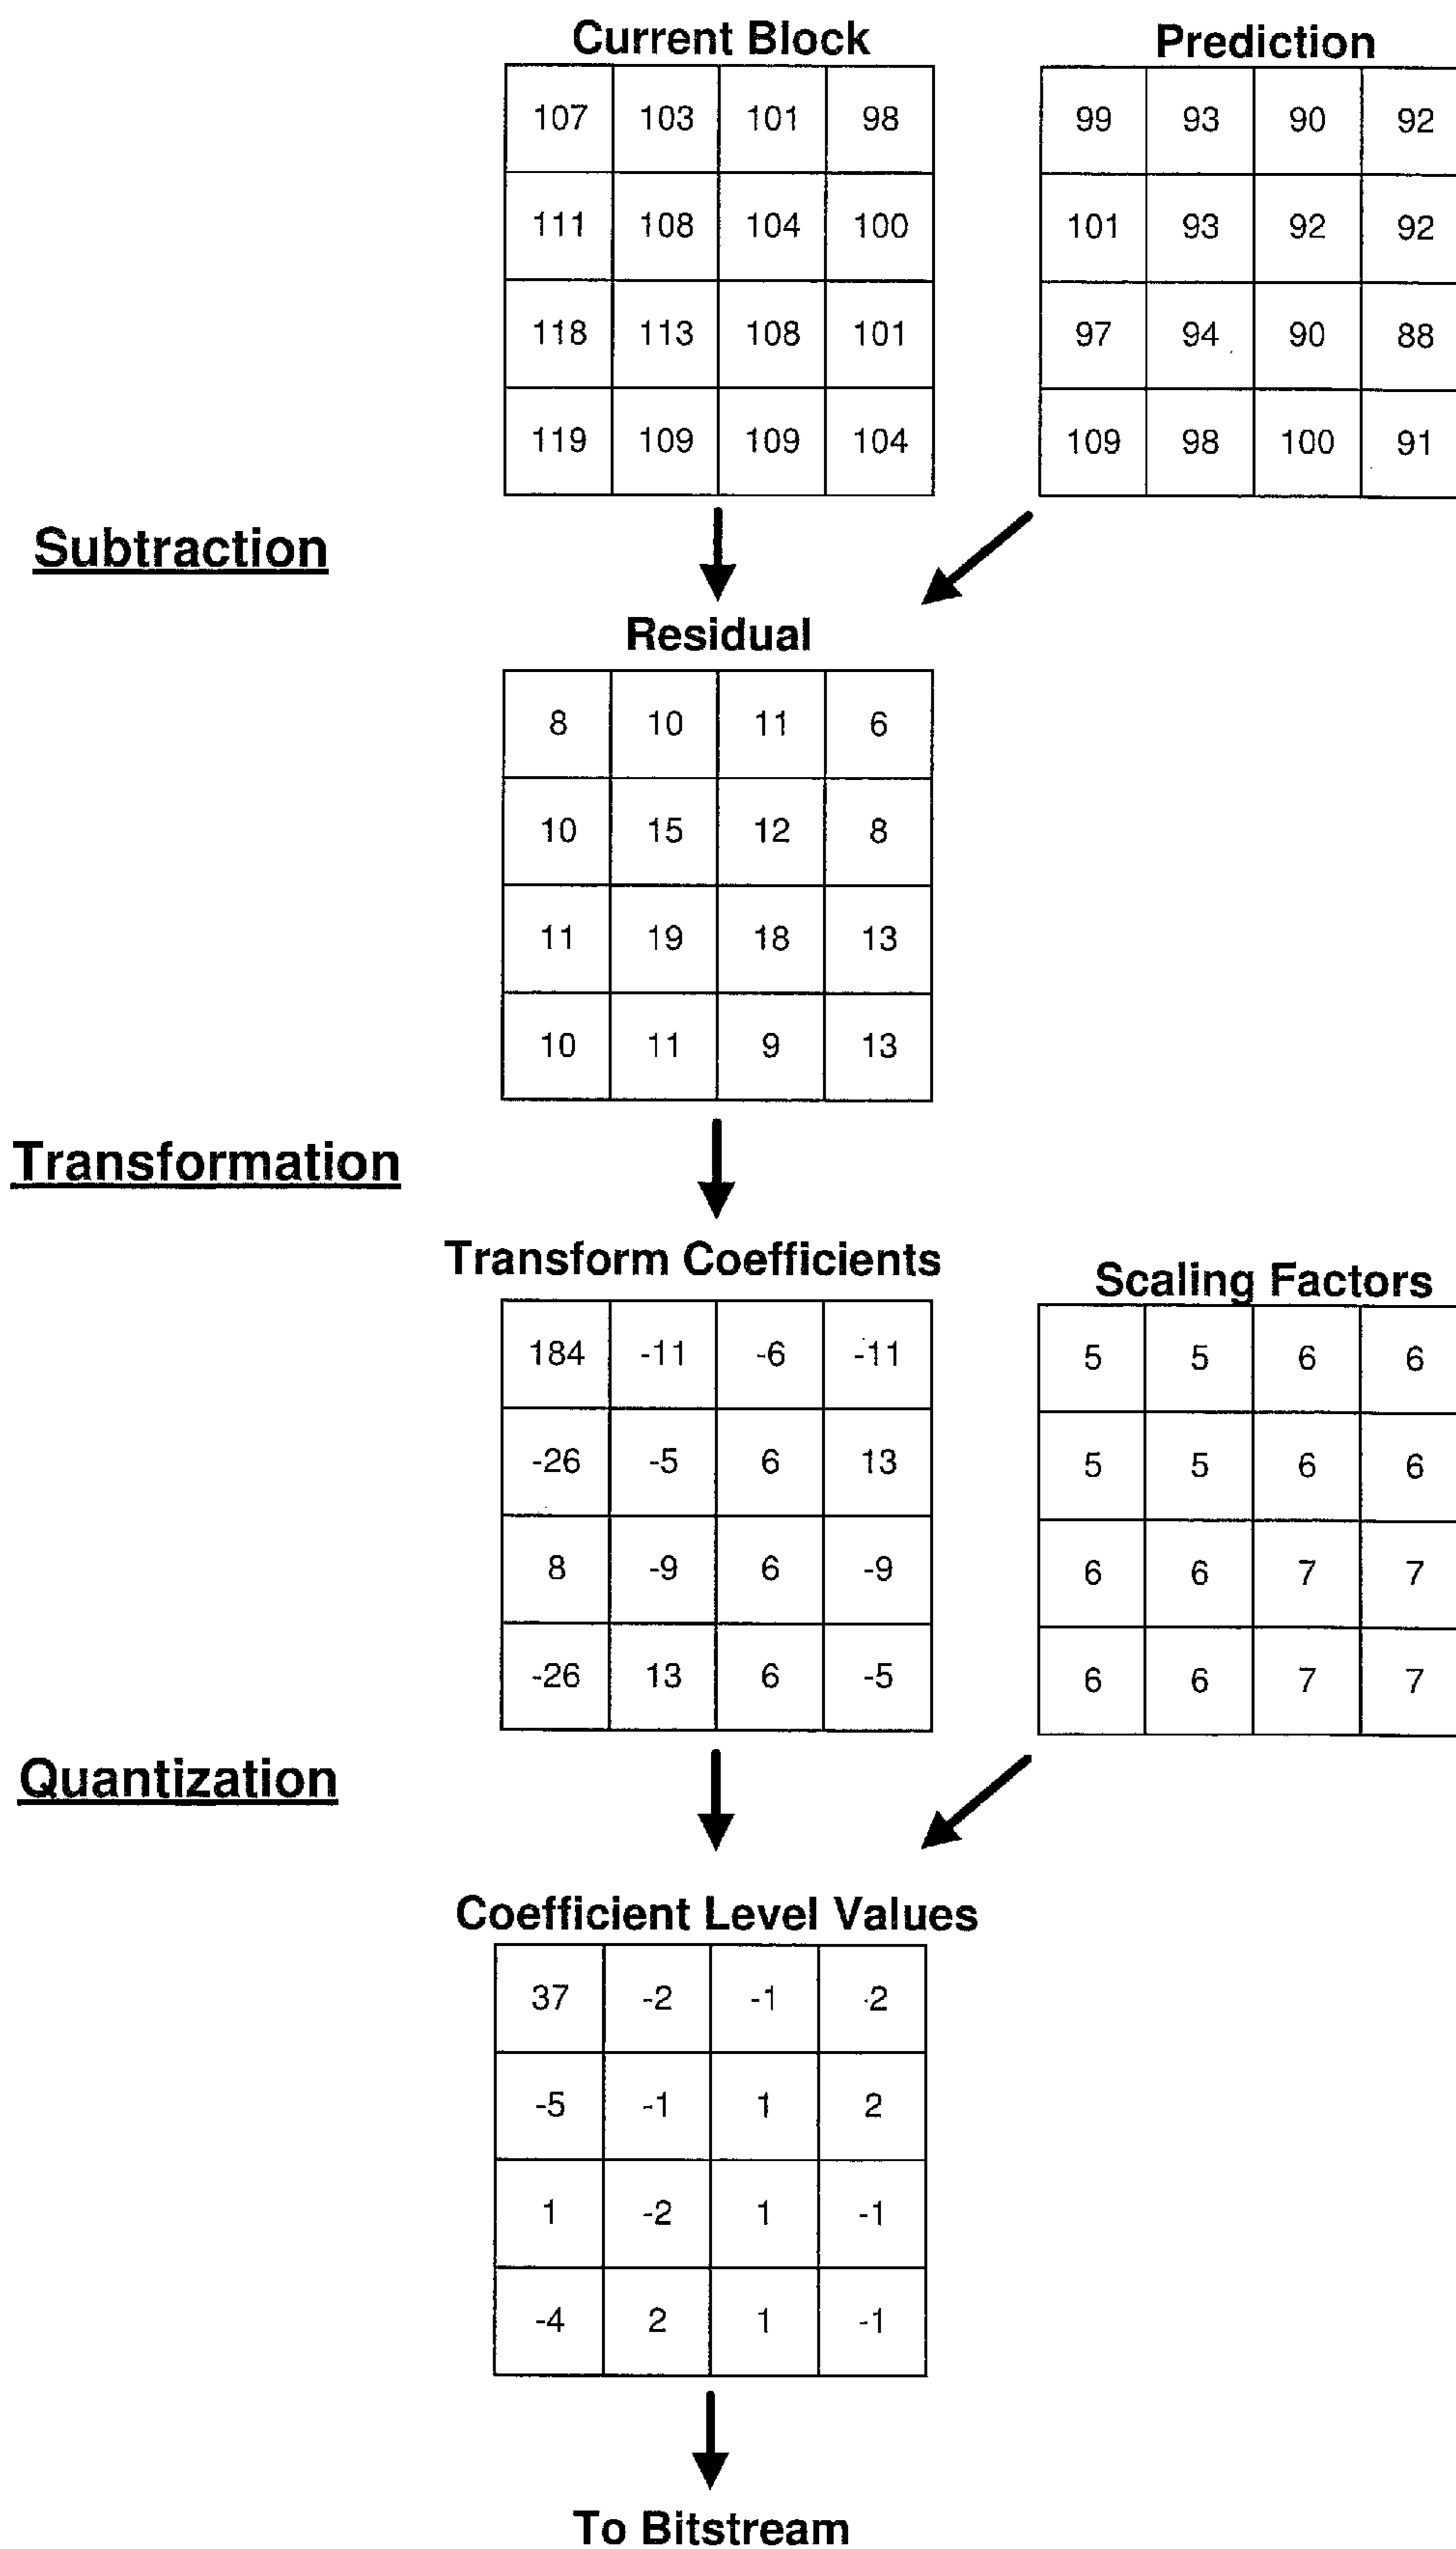 Current Block Prediction
107 103 101 98 99 93 90 92
111 108 104 100 101 93 92 92
118 113 108 101 97 94 90 88
119 109 109 104 109 98 100 91
Subtraction
Residual
8 10 11 6
10 15 12 8
11 19 18 13
10 11 9 13
Transformation
Transform Coefficients Scaling Factors
184 -11 -6 -11 5 5 6 6
-26 -5 6 13 5 5 6 6
8 -9 6 -9 6 6 7 7
-26 13 6 -5 6 6 7 7
Quantization
Coefficient Level Values
37 -2 -1 -2
-5 -1 1 2
1 -2 1 -1
-4 2 1 -1
To Bitstream